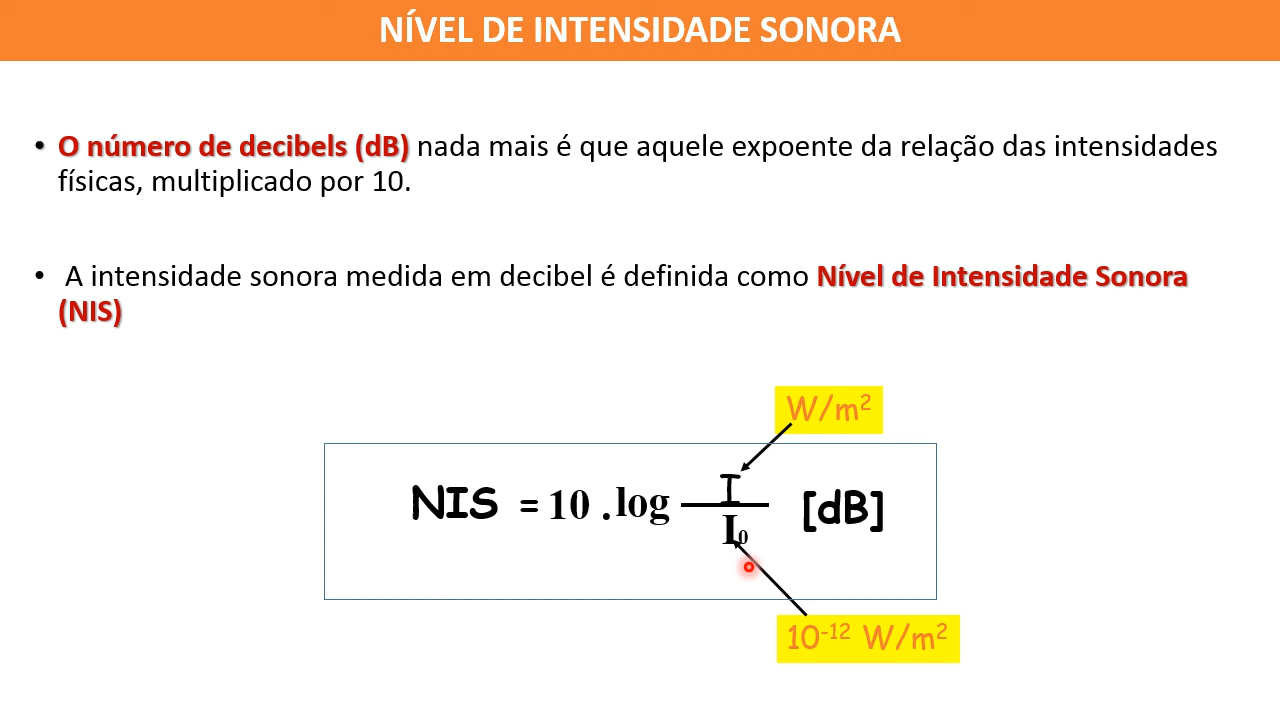 NÍVEL DE INTENSIDADE SONORA
• O número de decibels (dB) nada mais é que aquele expoente da relação das intensidades
físicas, multiplicado por 10.
• A intensidade sonora medida em decibel é definida como Nível de Intensidade Sonora
(NIS)
W/m²
NIS = 10 . log I/I₀ [dB]
10⁻¹² W/m²